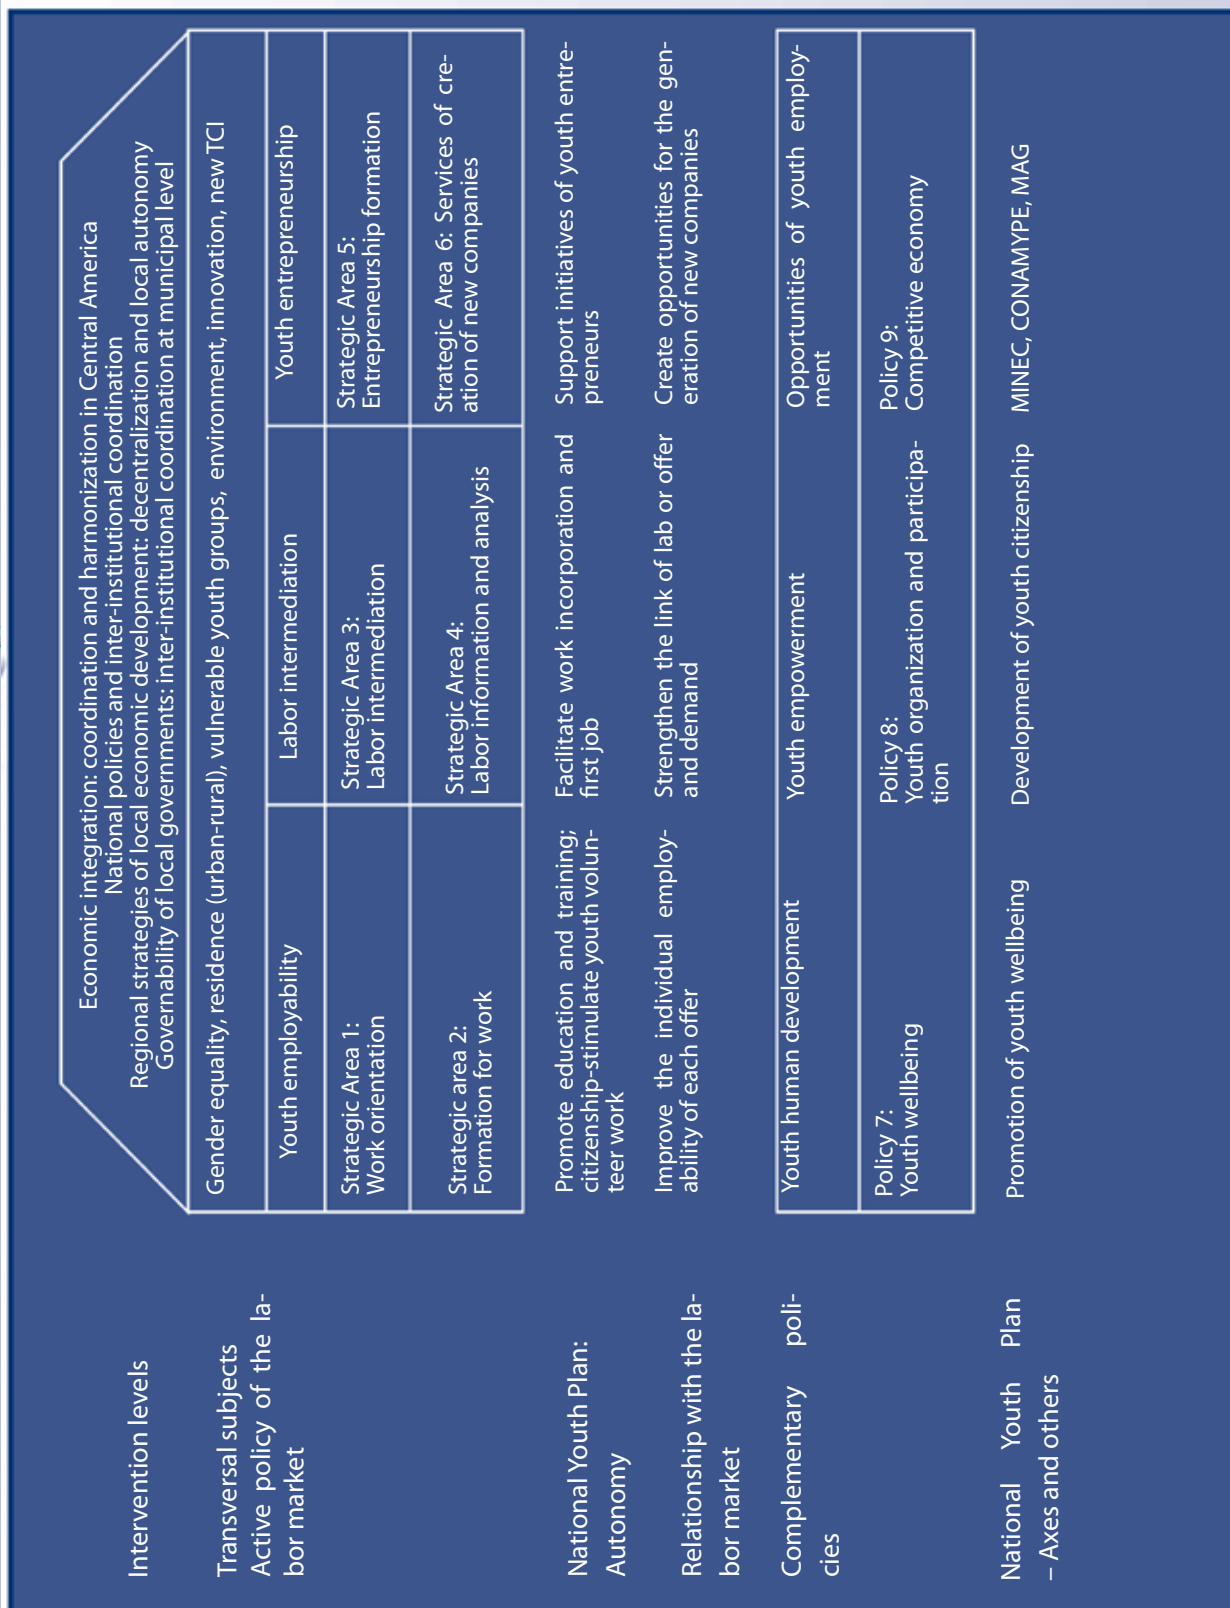 Economic integration: coordination and harmonization in Central America
National policies and inter-institutional coordination
Regional strategies of local economic development: decentralization and local autonomy
Governability of local governments: inter-institutional coordination at municipal level
Intervention levels
Transversal subjects
Gender equality, residence (urban-rural), vulnerable youth groups, environment, innovation, new TCI
Active policy of the la-
bor market
Youth employability
Labor intermediation
Youth entrepreneurship
Strategic Area 1:
Work orientation
Strategic Area 3:
Labor intermediation
Strategic Area 5:
Entrepreneurship formation
Strategic area 2:
Formation for work
Strategic Area 4:
Labor information and analysis
Strategic Area 6: Services of cre-
ation of new companies
National Youth Plan:
Autonomy
Promote education and training;
citizenship-stimulate youth volun-
teer work
Facilitate work incorporation and
first job
Support initiatives of youth entre-
preneurs
Relationship with the la-
bor market
Improve the individual employ-
ability of each offer
Strengthen the link of lab or offer
and demand
Create opportunities for the gen-
eration of new companies
Complementary poli-
cies
Youth human development
Youth empowerment
Opportunities of youth employ-
ment
Policy 7:
Youth wellbeing
Policy 8:
Youth organization and participa-
tion
Policy 9:
Competitive economy
National Youth Plan
– Axes and others
Promotion of youth wellbeing
Development of youth citizenship
MINEC, CONAMYPE, MAG